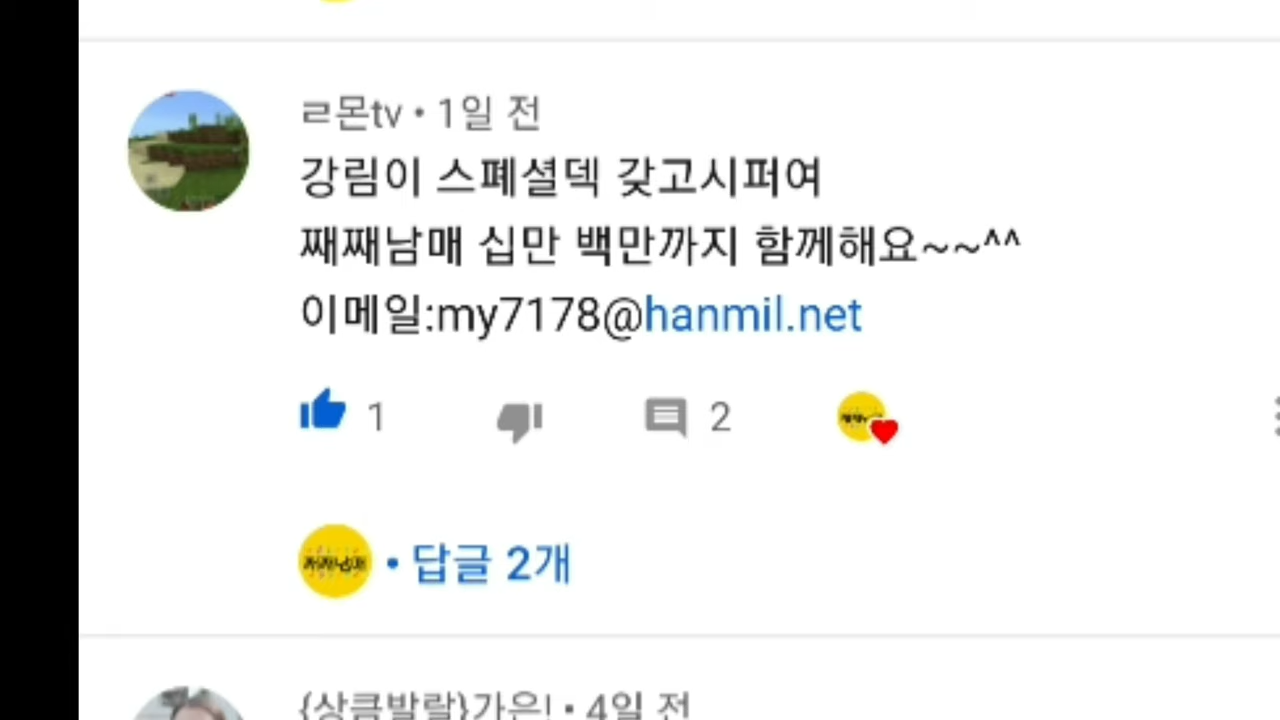 ㄹ몬tv • 1일 전
강림이 스폐셜덱 갖고시퍼여
째째남매 십만 백만까지 함께해요~~^^
이메일:my7178@hanmil.net
1
2
• 답글 2개
{상큼발랄}가은! • 4일 전